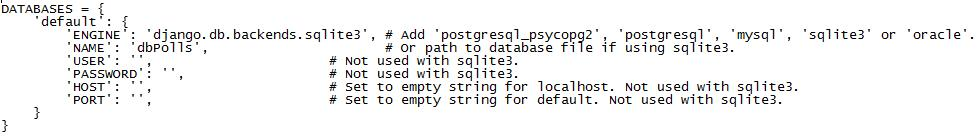 DATABASES = {
    'default': {
        'ENGINE': 'django.db.backends.sqlite3', # Add 'postgresql_psycopg2', 'postgresql', 'mysql', 'sqlite3' or 'oracle'.
        'NAME': 'dbPolls',                      # Or path to database file if using sqlite3.
        'USER': '',                      # Not used with sqlite3.
        'PASSWORD': '',                  # Not used with sqlite3.
        'HOST': '',                      # Set to empty string for localhost. Not used with sqlite3.
        'PORT': '',                      # Set to empty string for default. Not used with sqlite3.
    }
}